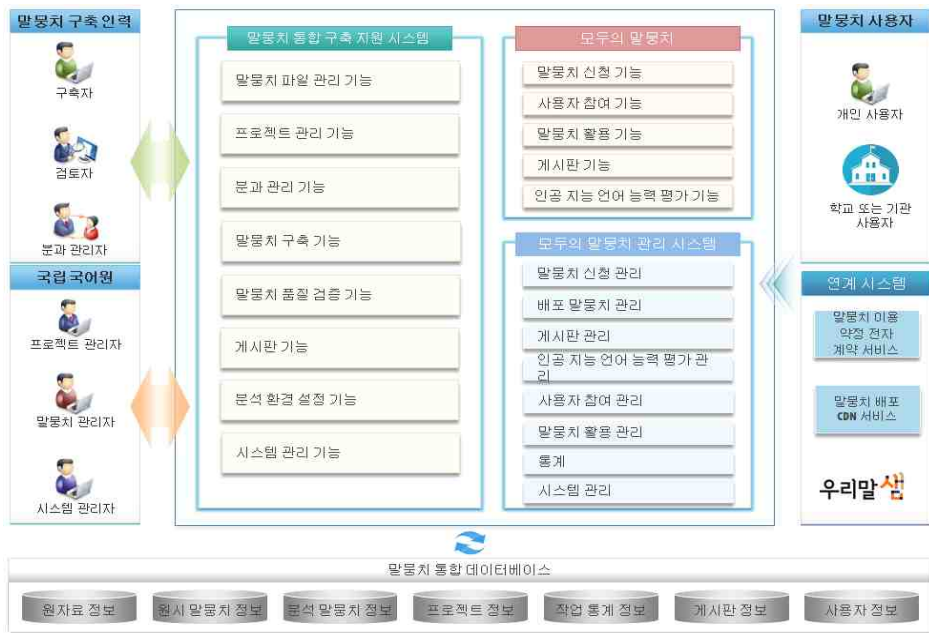 말뭉치 구축 인력
구축자
검토자
분과 관리자
국립 국어원
프로젝트 관리자
말뭉치 관리자
시스템 관리자
말뭉치 통합 구축 지원 시스템
말뭉치 파일 관리 기능
프로젝트 관리 기능
분과 관리 기능
말뭉치 구축 기능
말뭉치 품질 검증 기능
게시판 기능
분석 환경 설정 기능
시스템 관리 기능
모두의 말뭉치
말뭉치 신청 기능
사용자 참여 기능
말뭉치 활용 기능
게시판 기능
인공 지능 언어 능력 평가 기능
모두의 말뭉치 관리 시스템
말뭉치 신청 관리
배포 말뭉치 관리
게시판 관리
인공 지능 언어 능력 평가 관
리
사용자 참여 관리
말뭉치 활용 관리
통계
시스템 관리
말뭉치 사용자
개인 사용자
학교 또는 기관
사용자
연계 시스템
말뭉치 이용
약정 전자
계약 서비스
말뭉치 배포
CDN 서비스
우리말샘
말뭉치 통합 데이터베이스
원자료 정보
원시 말뭉치 정보
분석 말뭉치 정보
프로젝트 정보
작업 통계 정보
게시판 정보
사용자 정보